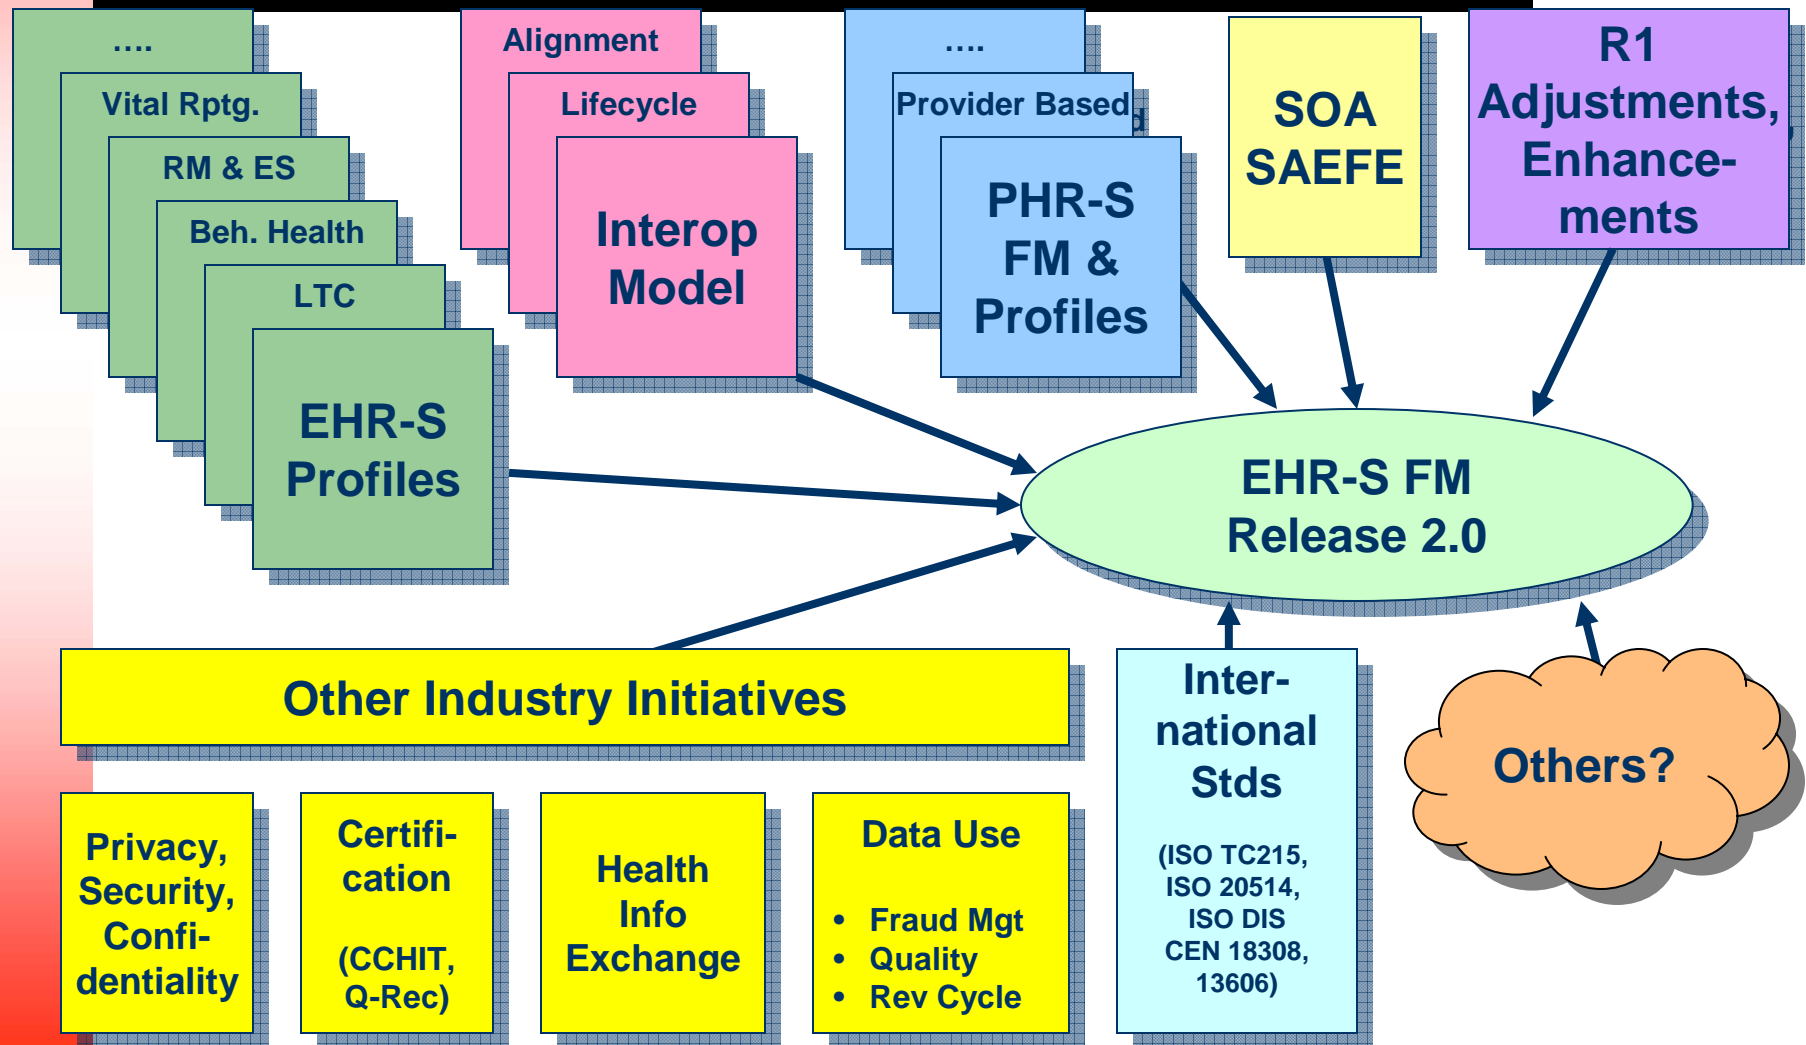 ....
Vital Rptg.
RM & ES
Beh. Health
LTC
EHR-S
Profiles
Alignment
Lifecycle
Interop
Model
....
Provider Based
PHR-S
FM &
Profiles
SOA
SAEFE
R1
Adjustments,
Enhance-
ments
EHR-S FM
Release 2.0
Other Industry Initiatives
Privacy,
Security,
Confi-
dentiality
Certifi-
cation
(CCHIT,
Q-Rec)
Health
Info
Exchange
Data Use
• Fraud Mgt
• Quality
• Rev Cycle
Inter-
national
Stds
(ISO TC215,
ISO 20514,
ISO DIS
CEN 18308,
13606)
Others?